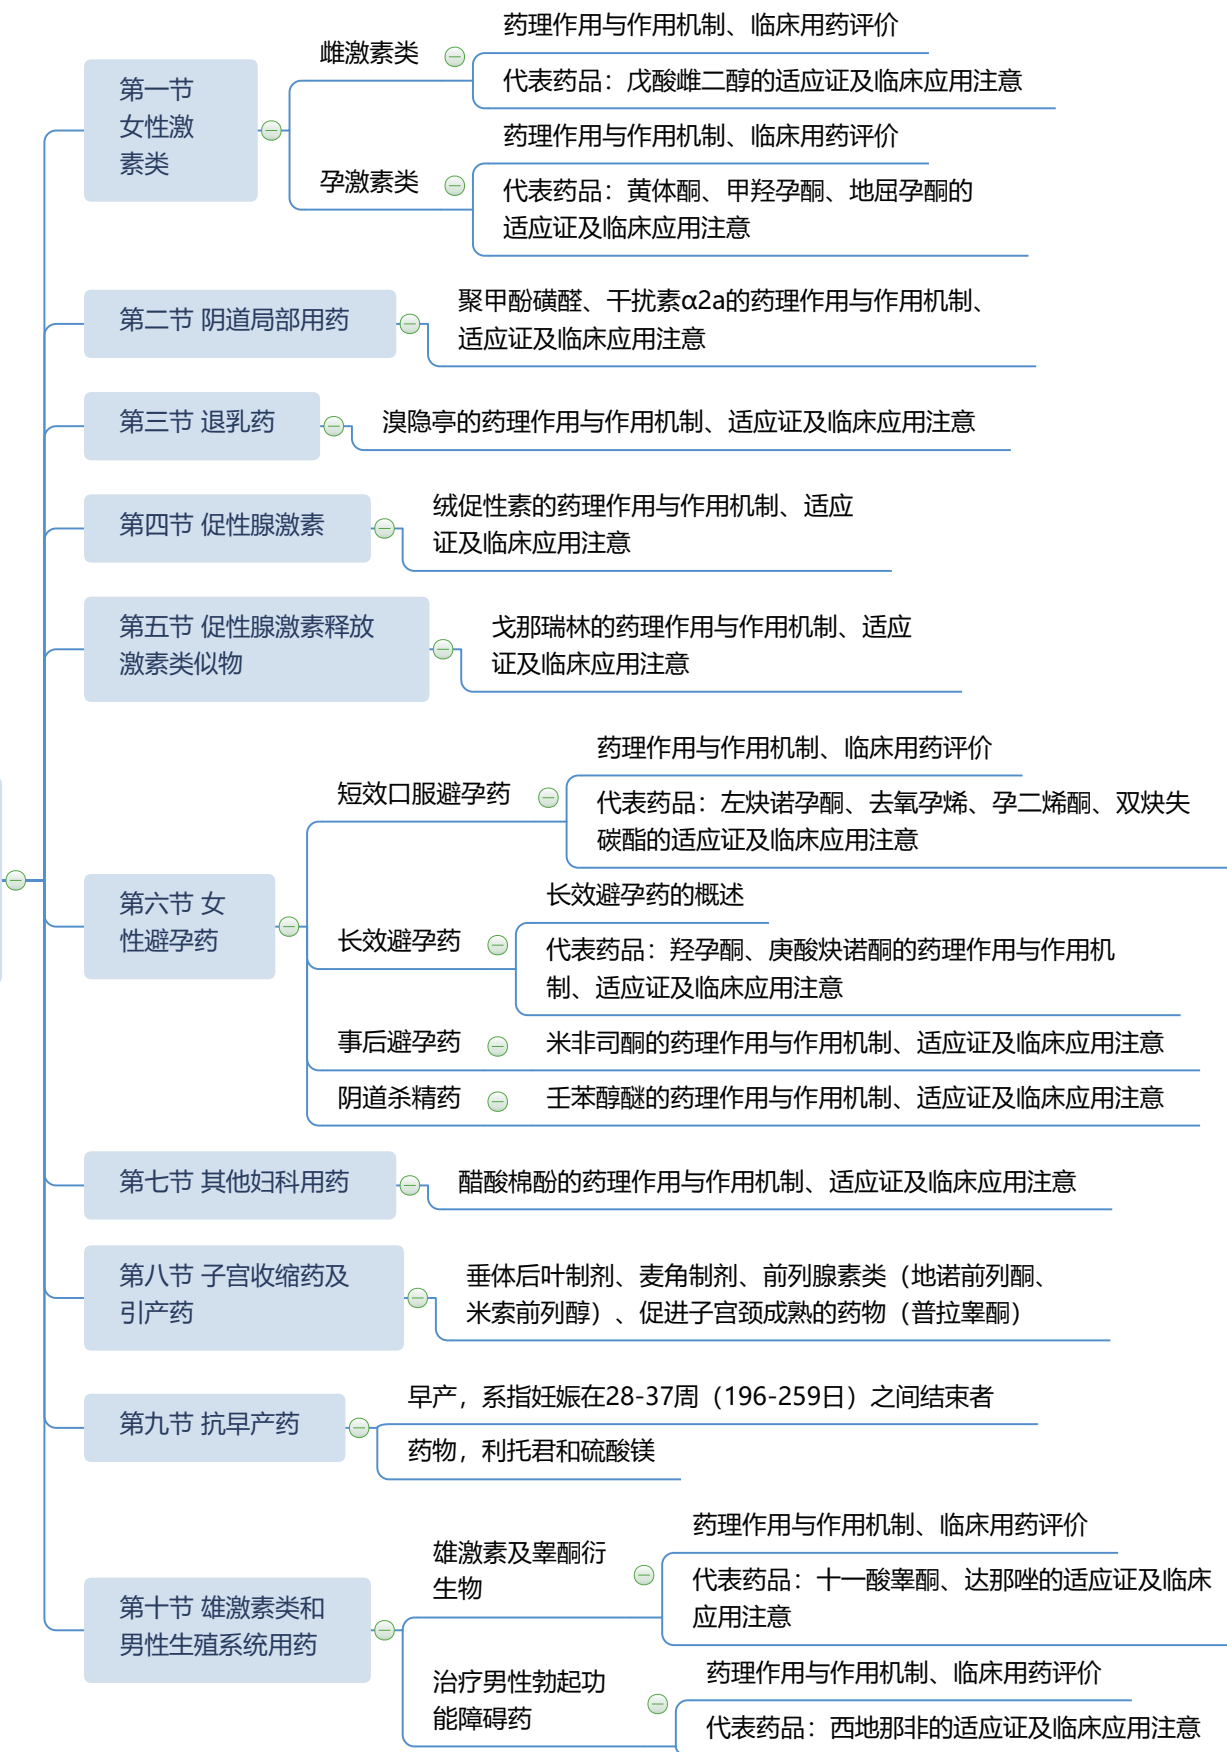 第一节
女性激
素类
雌激素类
药理作用与作用机制、临床用药评价
代表药品：戊酸雌二醇的适应证及临床应用注意
孕激素类
药理作用与作用机制、临床用药评价
代表药品：黄体酮、甲羟孕酮、地屈孕酮的
适应证及临床应用注意
第二节 阴道局部用药
聚甲酚磺醛、干扰素α2a的药理作用与作用机制、
适应证及临床应用注意
第三节 退乳药
溴隐亭的药理作用与作用机制、适应证及临床应用注意
第四节 促性腺激素
绒促性素的药理作用与作用机制、适应
证及临床应用注意
第五节 促性腺激素释放
激素类似物
戈那瑞林的药理作用与作用机制、适应
证及临床应用注意
第六节 女
性避孕药
短效口服避孕药
药理作用与作用机制、临床用药评价
代表药品：左炔诺孕酮、去氧孕烯、孕二烯酮、双炔失
碳酯的适应证及临床应用注意
长效避孕药
长效避孕药的概述
代表药品：羟孕酮、庚酸炔诺酮的药理作用与作用机
制、适应证及临床应用注意
事后避孕药
米非司酮的药理作用与作用机制、适应证及临床应用注意
阴道杀精药
壬苯醇醚的药理作用与作用机制、适应证及临床应用注意
第七节 其他妇科用药
醋酸棉酚的药理作用与作用机制、适应证及临床应用注意
第八节 子宫收缩药及
引产药
垂体后叶制剂、麦角制剂、前列腺素类（地诺前列酮、
米索前列醇）、促进子宫颈成熟的药物（普拉睾酮）
第九节 抗早产药
早产，系指妊娠在28-37周（196-259日）之间结束者
药物，利托君和硫酸镁
第十节 雄激素类和
男性生殖系统用药
雄激素及睾酮衍
生物
药理作用与作用机制、临床用药评价
代表药品：十一酸睾酮、达那唑的适应证及临床
应用注意
治疗男性勃起功
能障碍药
药理作用与作用机制、临床用药评价
代表药品：西地那非的适应证及临床应用注意